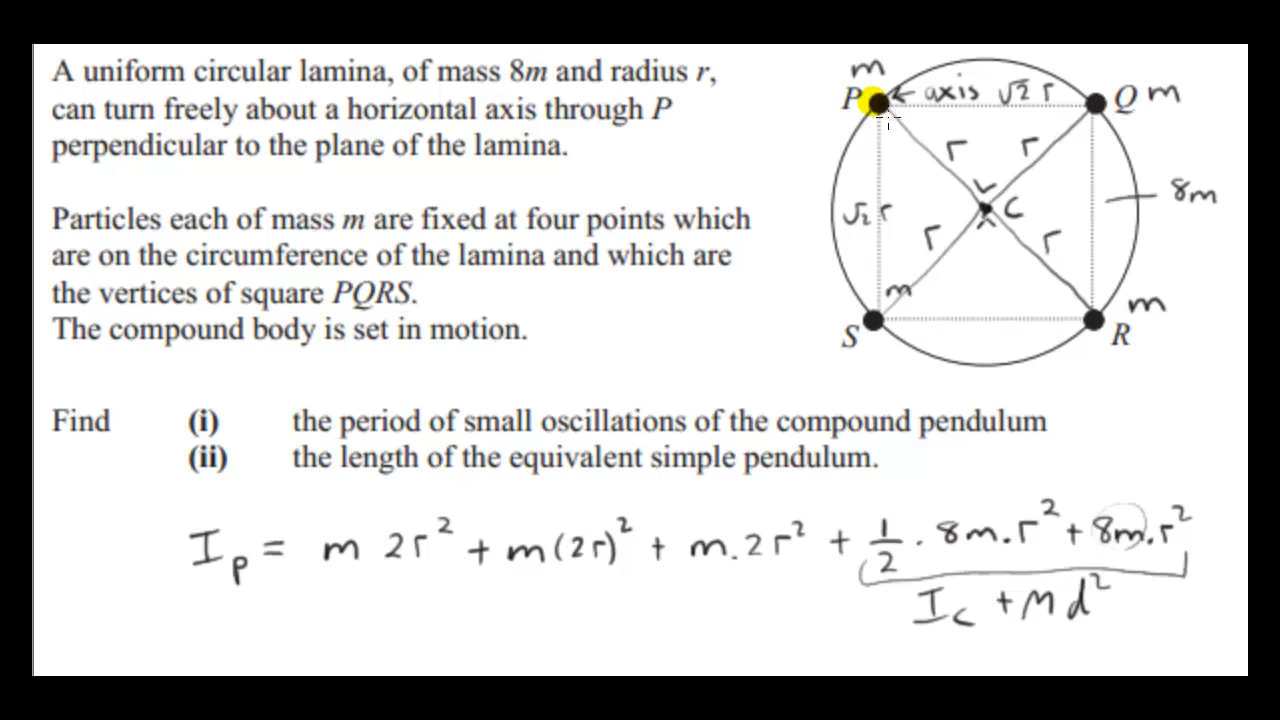 A uniform circular lamina, of mass 8m and radius r,
can turn freely about a horizontal axis through P
perpendicular to the plane of the lamina.
Particles each of mass m are fixed at four points which
are on the circumference of the lamina and which are
the vertices of square PQRS.
The compound body is set in motion.
m
P ← axis √2 r Q m
r r
8m
√2 r C
r r
m m
S R
Find (i) the period of small oscillations of the compound pendulum
(ii) the length of the equivalent simple pendulum.
I_p = m 2r² + m(2r)² + m.2r² + 1/2 . 8m.r² + 8m.r²
I_c + Md²